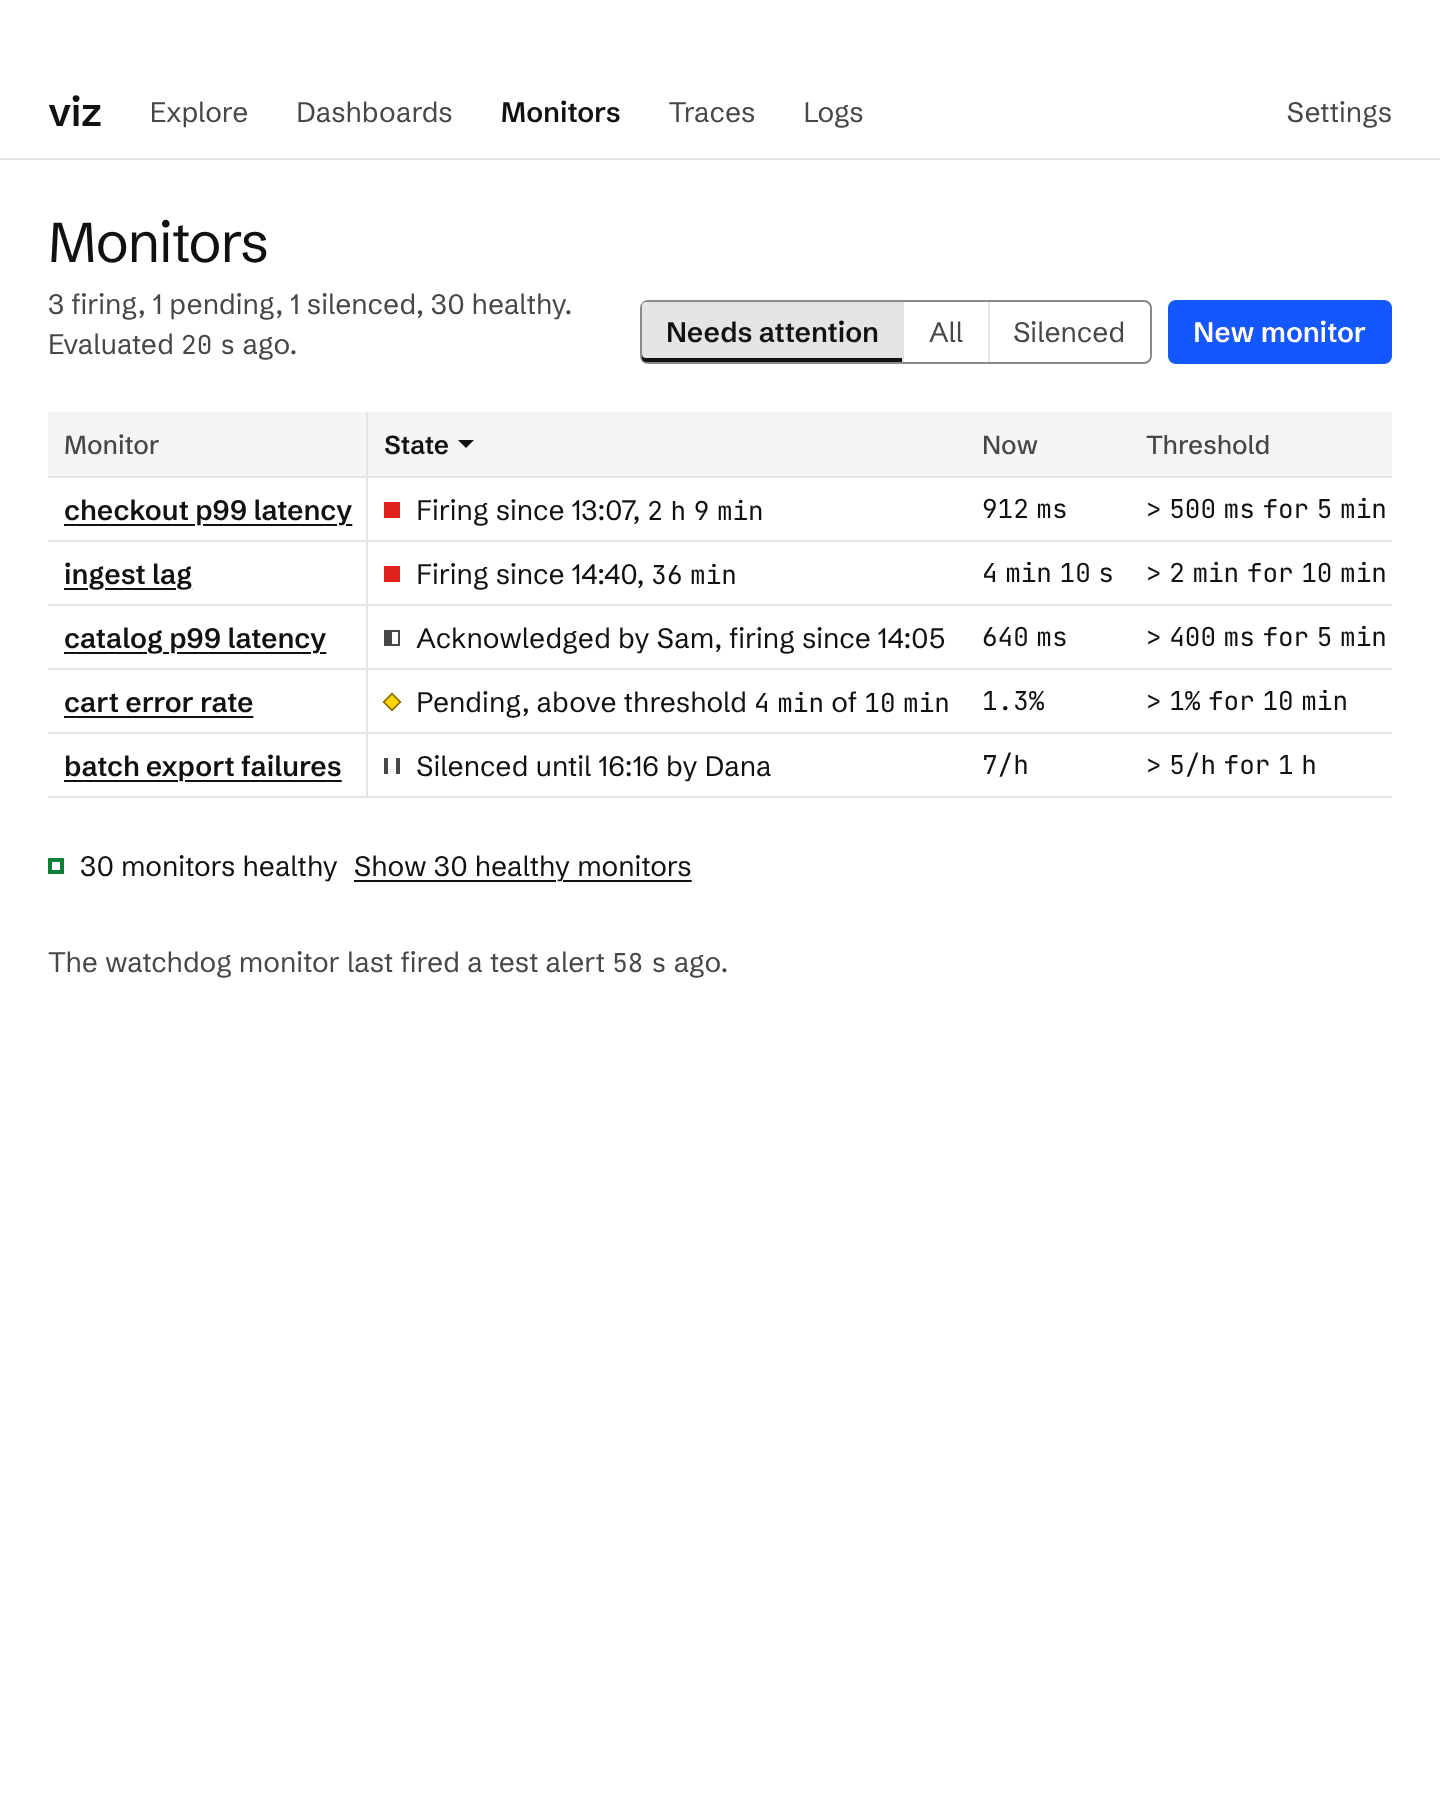 viz Explore Dashboards Monitors Traces Logs Settings
Monitors
3 firing, 1 pending, 1 silenced, 30 healthy.
Evaluated 20 s ago.
Needs attention All Silenced New monitor
Monitor State Now Threshold
checkout p99 latency Firing since 13:07, 2 h 9 min 912 ms > 500 ms for 5 min
ingest lag Firing since 14:40, 36 min 4 min 10 s > 2 min for 10 min
catalog p99 latency Acknowledged by Sam, firing since 14:05 640 ms > 400 ms for 5 min
cart error rate Pending, above threshold 4 min of 10 min 1.3% > 1% for 10 min
batch export failures Silenced until 16:16 by Dana 7/h > 5/h for 1 h
30 monitors healthy Show 30 healthy monitors
The watchdog monitor last fired a test alert 58 s ago.